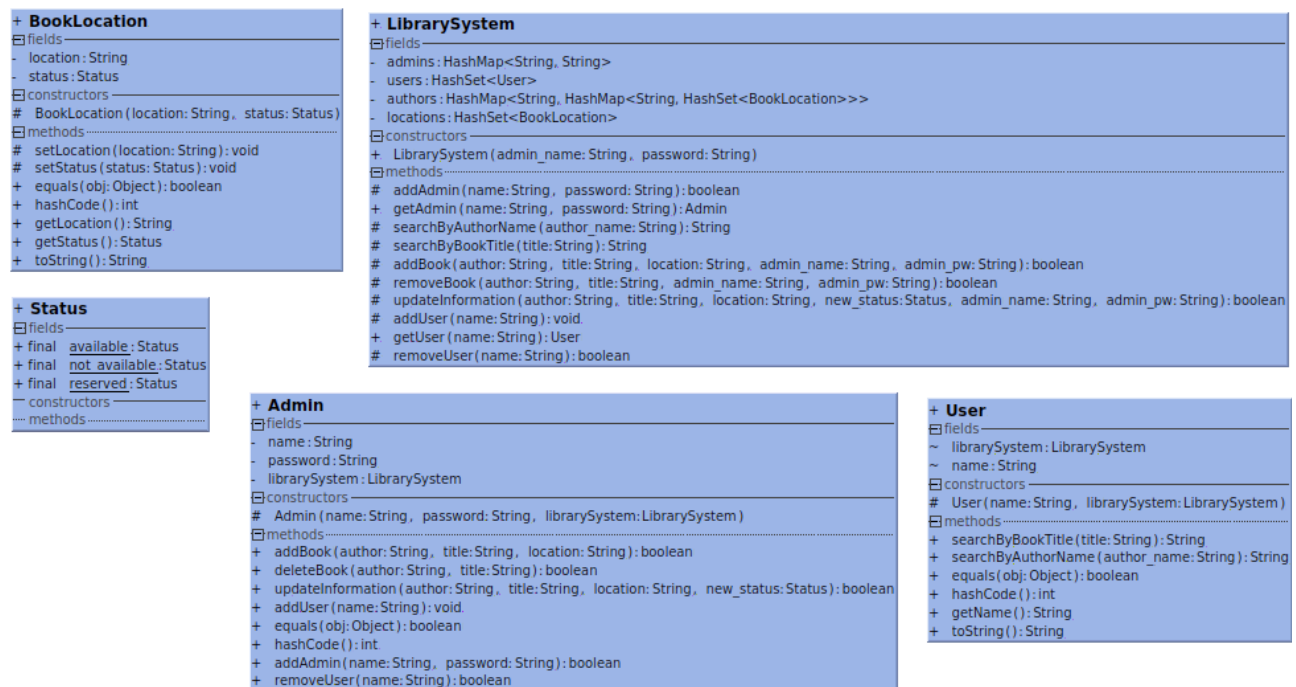 + BookLocation
fields
- location: String
- status: Status
constructors
# BookLocation (location: String, status: Status)
methods
# setLocation (location: String): void
# setStatus (status: Status): void
+ equals (obj: Object): boolean
+ hashCode (): int
+ getLocation (): String
+ getStatus (): Status
+ toString (): String
+ LibrarySystem
fields
- admins: HashMap<String, String>
- users: HashSet<User>
- authors: HashMap<String, HashMap<String, HashSet<BookLocation>>>
- locations: HashSet<BookLocation>
constructors
+ LibrarySystem (admin_name: String, password: String)
methods
# addAdmin (name: String, password: String): boolean
+ getAdmin (name: String, password: String): Admin
# searchByAuthorName (author_name: String): String
# searchByBookTitle (title: String): String
# addBook (author: String, title: String, location: String, admin_name: String, admin_pw: String): boolean
# removeBook (author: String, title: String, admin_name: String, admin_pw: String): boolean
# updateInformation (author: String, title: String, location: String, new_status: Status, admin_name: String, admin_pw: String): boolean
# addUser (name: String): void
+ getUser (name: String): User
# removeUser (name: String): boolean
+ Status
fields
+ final available: Status
+ final not_available: Status
+ final reserved: Status
constructors
methods
+ Admin
fields
- name: String
- password: String
- librarySystem: LibrarySystem
constructors
# Admin (name: String, password: String, librarySystem: LibrarySystem)
methods
+ addBook (author: String, title: String, location: String): boolean
+ deleteBook (author: String, title: String): boolean
+ updateInformation (author: String, title: String, location: String, new_status: Status): boolean
+ addUser (name: String): void
+ equals (obj: Object): boolean
+ hashCode (): int
+ addAdmin (name: String, password: String): boolean
+ removeUser (name: String): boolean
+ User
fields
~ librarySystem: LibrarySystem
~ name: String
constructors
# User (name: String, librarySystem: LibrarySystem)
methods
+ searchByBookTitle (title: String): String
+ searchByAuthorName (author_name: String): String
+ equals (obj: Object): boolean
+ hashCode (): int
+ getName (): String
+ toString (): String